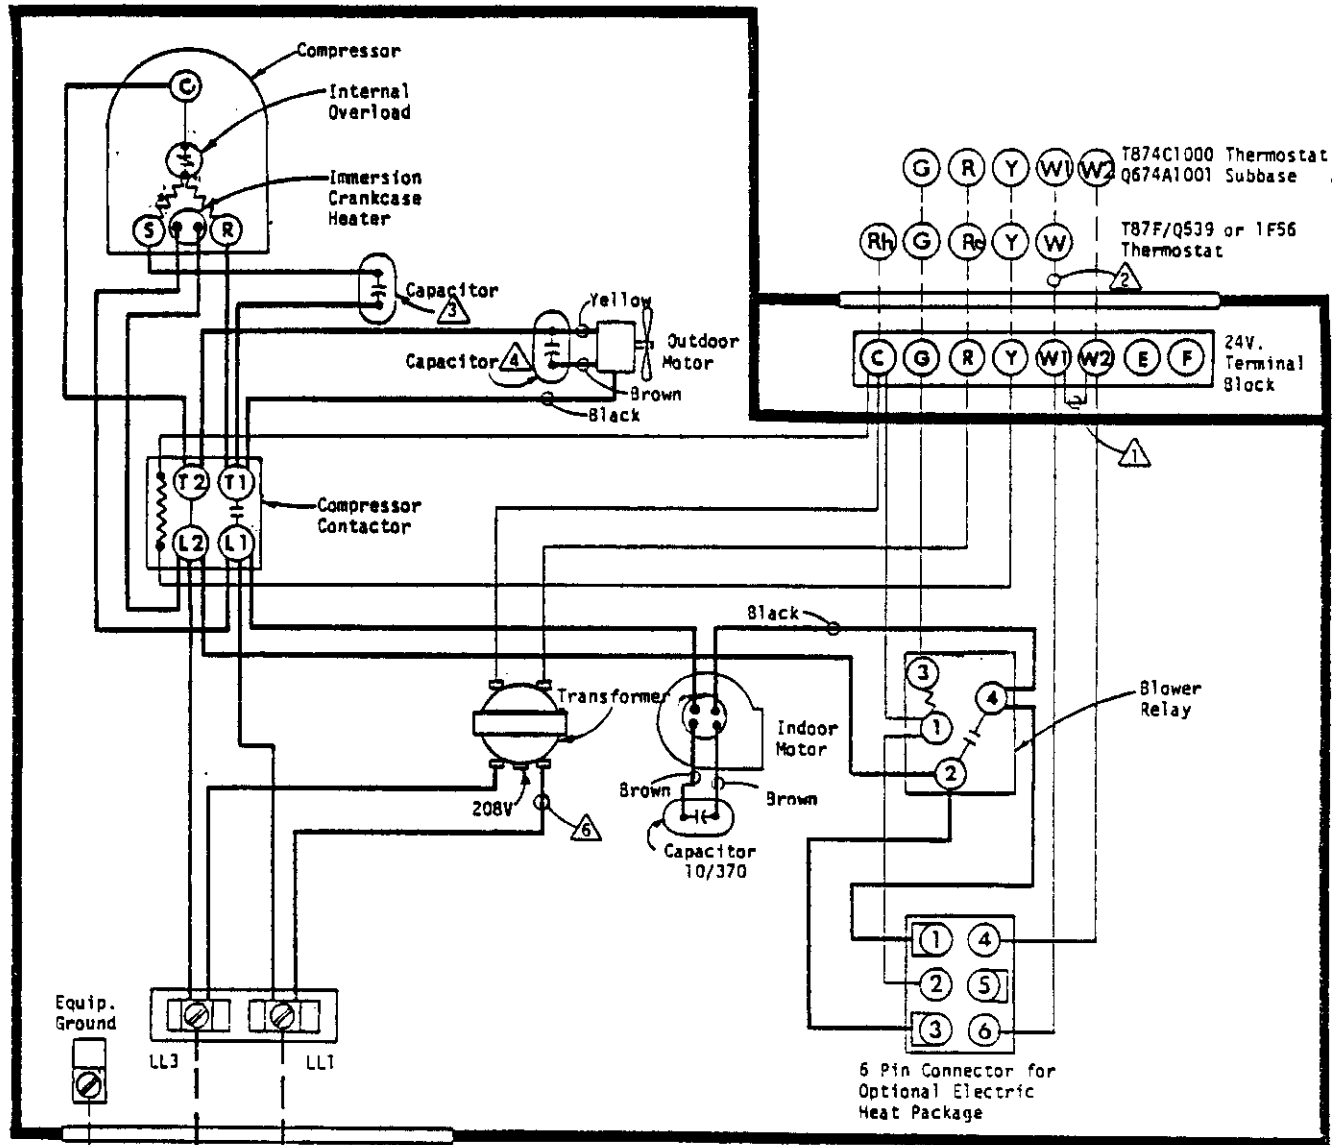 Compressor
C
Internal
Overload
Immersion
Crankcase
Heater
S
R
Capacitor
3
Yellow
Capacitor 4
Outdoor
Motor
Brown
Black
G R Y W1 W2
T874C1000 Thermostat
Q674A1001 Subbase
Rh G Rc Y W
T87F/Q539 or 1F56
Thermostat
2
C G R Y W1 W2 E F
24V.
Terminal
Block
1
T2 T1
L2 L1
Compressor
Contactor
Black
3
4
1
2
Blower
Relay
Transformer
208V
6
Indoor
Motor
Brown
Brown
Capacitor
10/370
1 4
2 5
3 6
6 Pin Connector for
Optional Electric
Heat Package
Equip.
Ground
LL3
LL1